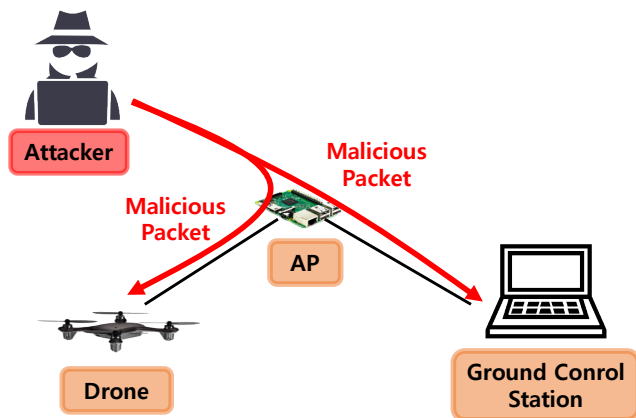 Attacker
Malicious
Packet
Malicious
Packet
AP
Drone
Ground Conrol
Station